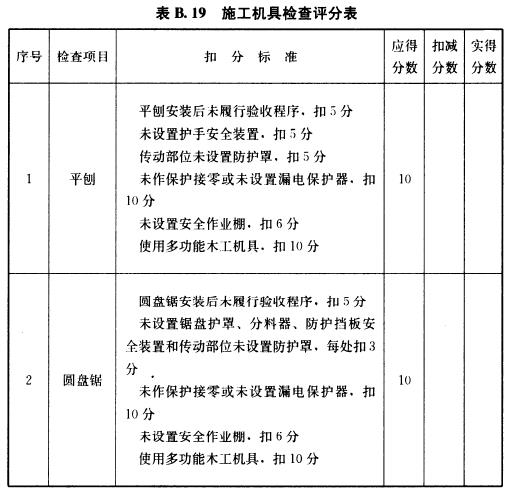 表 B.19 施工机具检查评分表
序号 检查项目 扣 分 标 准 应得分数 扣减分数 实得分数
1 平刨 10
平刨安装后未履行验收程序，扣 5 分
未设置护手安全装置，扣 5 分
传动部位未设置防护罩，扣 5 分
未作保护接零或未设置漏电保护器，扣
10 分
未设置安全作业棚，扣 6 分
使用多功能木工机具，扣 10 分
2 圆盘锯 10
圆盘锯安装后未履行验收程序，扣 5 分
未设置锯盘护罩、分料器、防护挡板安
全装置和传动部位未设置防护罩，每处扣 3
分
未作保护接零或未设置漏电保护器，扣
10 分
未设置安全作业棚，扣 6 分
使用多功能木工机具，扣 10 分